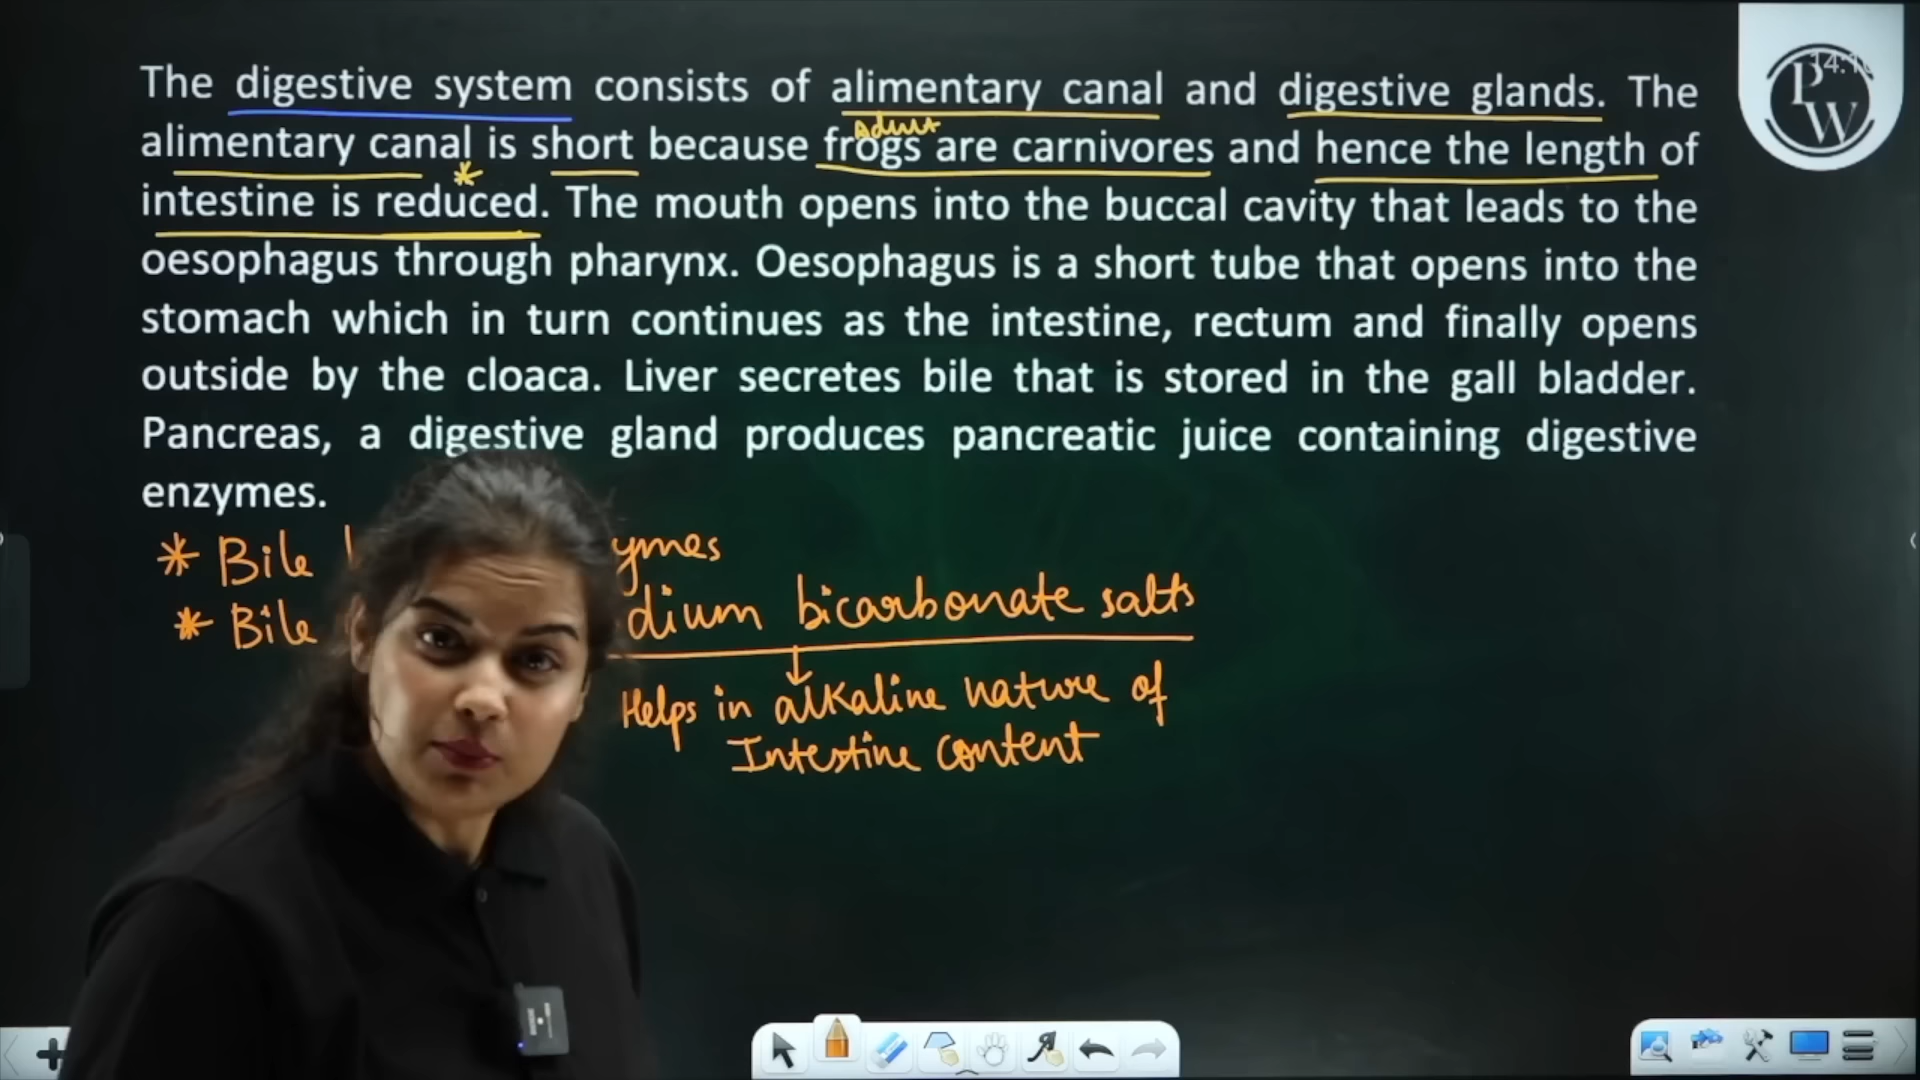 The digestive system consists of alimentary canal and digestive glands. The
Adult
alimentary canal is short because frogs are carnivores and hence the length of
intestine is reduced. The mouth opens into the buccal cavity that leads to the
oesophagus through pharynx. Oesophagus is a short tube that opens into the
stomach which in turn continues as the intestine, rectum and finally opens
outside by the cloaca. Liver secretes bile that is stored in the gall bladder.
Pancreas, a digestive gland produces pancreatic juice containing digestive
enzymes.
* Bile ymes
* Bile dium bicarbonate salts
Helps in alkaline nature of
Intestine content
PW